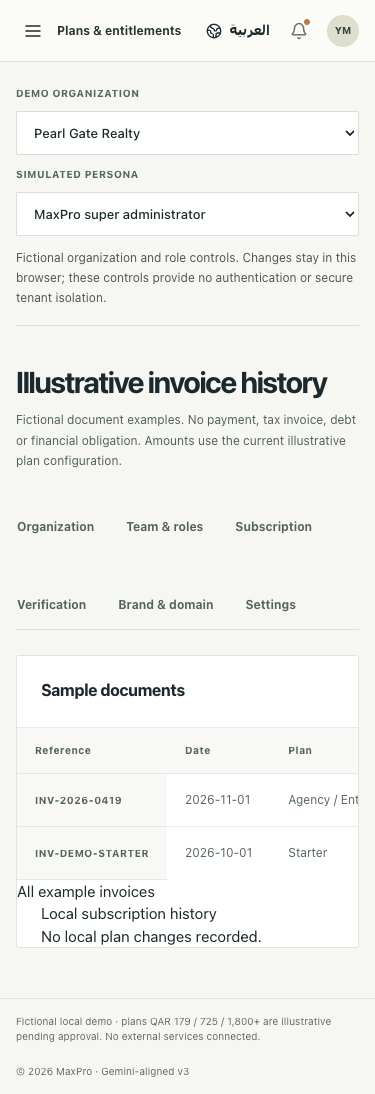 Plans & entitlements
العربية
YM
DEMO ORGANIZATION
Pearl Gate Realty
SIMULATED PERSONA
MaxPro super administrator
Fictional organization and role controls. Changes stay in this
browser; these controls provide no authentication or secure
tenant isolation.
Illustrative invoice history
Fictional document examples. No payment, tax invoice, debt
or financial obligation. Amounts use the current illustrative
plan configuration.
Organization Team & roles Subscription
Verification Brand & domain Settings
Sample documents
Reference Date Plan
INV-2026-0419 2026-11-01 Agency / Ent
INV-DEMO-STARTER 2026-10-01 Starter
All example invoices
Local subscription history
No local plan changes recorded.
Fictional local demo · plans QAR 179 / 725 / 1,800+ are illustrative
pending approval. No external services connected.
© 2026 MaxPro · Gemini-aligned v3